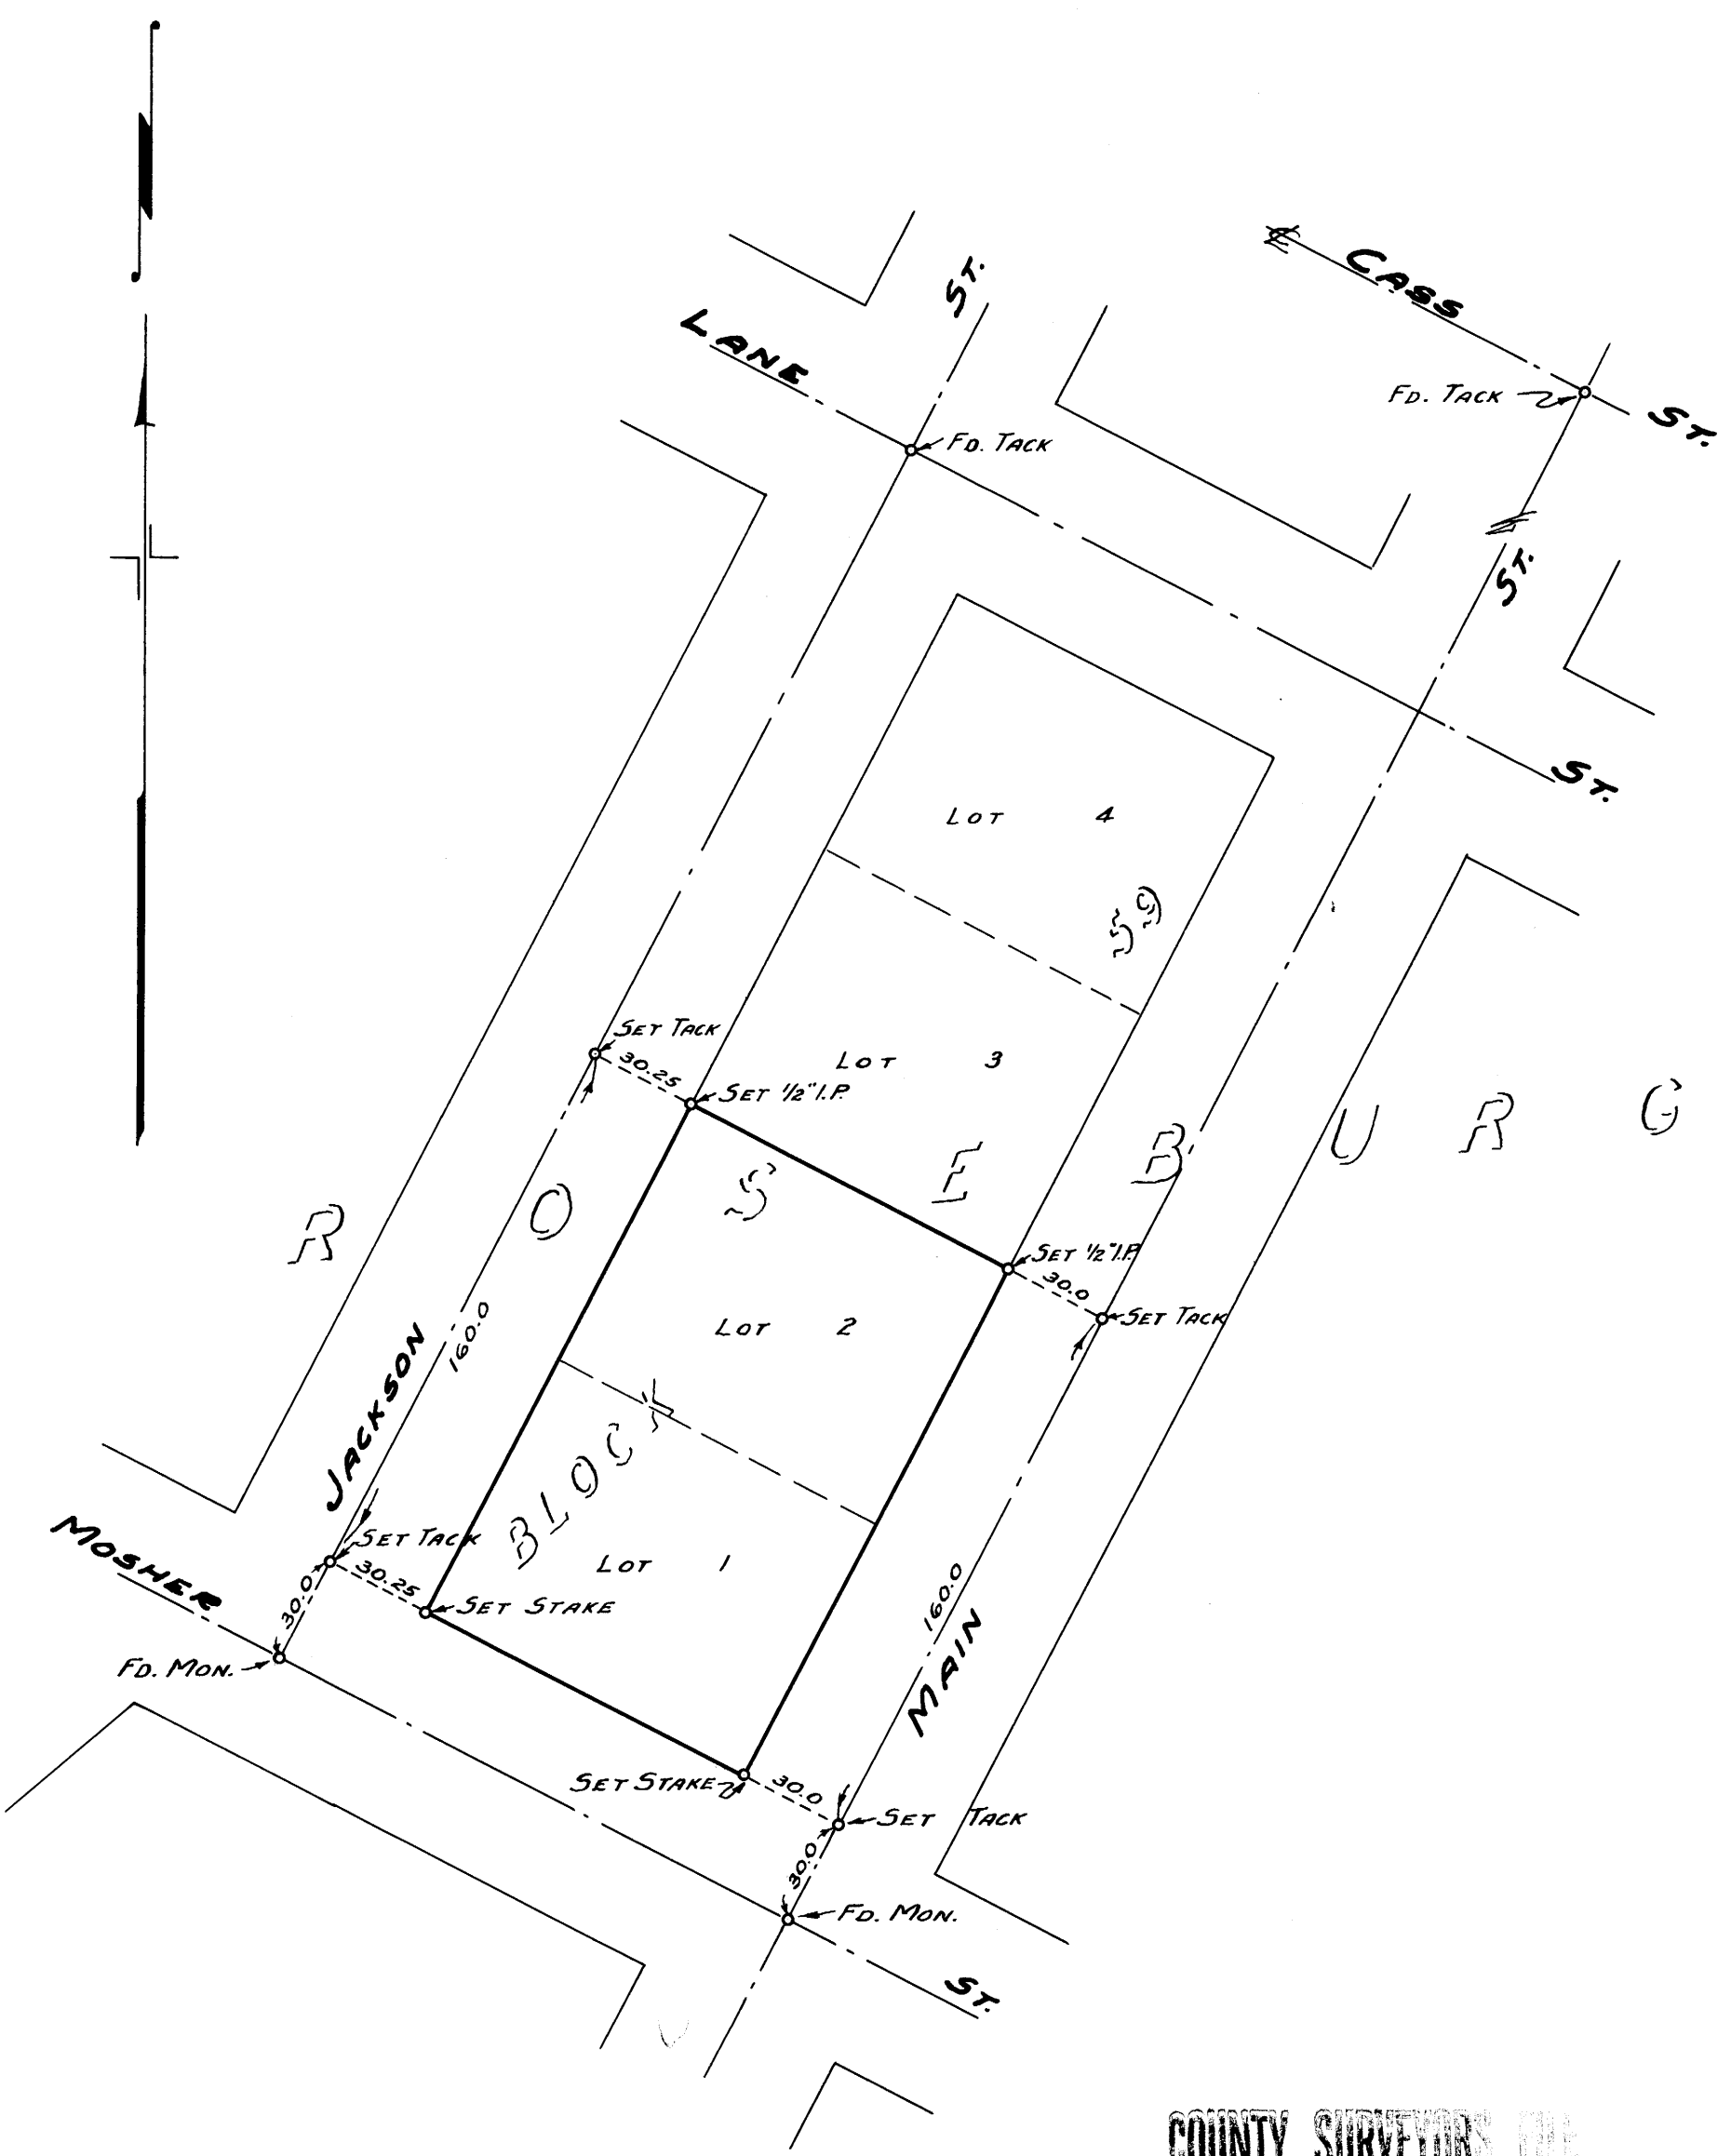 N
CASS ST.
LANE ST.
ST.
FD. TACK
FD. TACK
ST.
LOT 4
59
SET TACK
30.25
LOT 3
SET 1/2" I.P.
ROSEBURG
SET 1/2" I.P.
30.0
SET TACK
LOT 2
160.0
JACKSON
BLOCK
MOSHER ST.
SET TACK
30.25
LOT 1
30.0
SET STAKE
160.0
MAIN
FD. MON.
SET STAKE
30.0
SET TACK
30.0
FD. MON.
COUNTY SURVEYORS